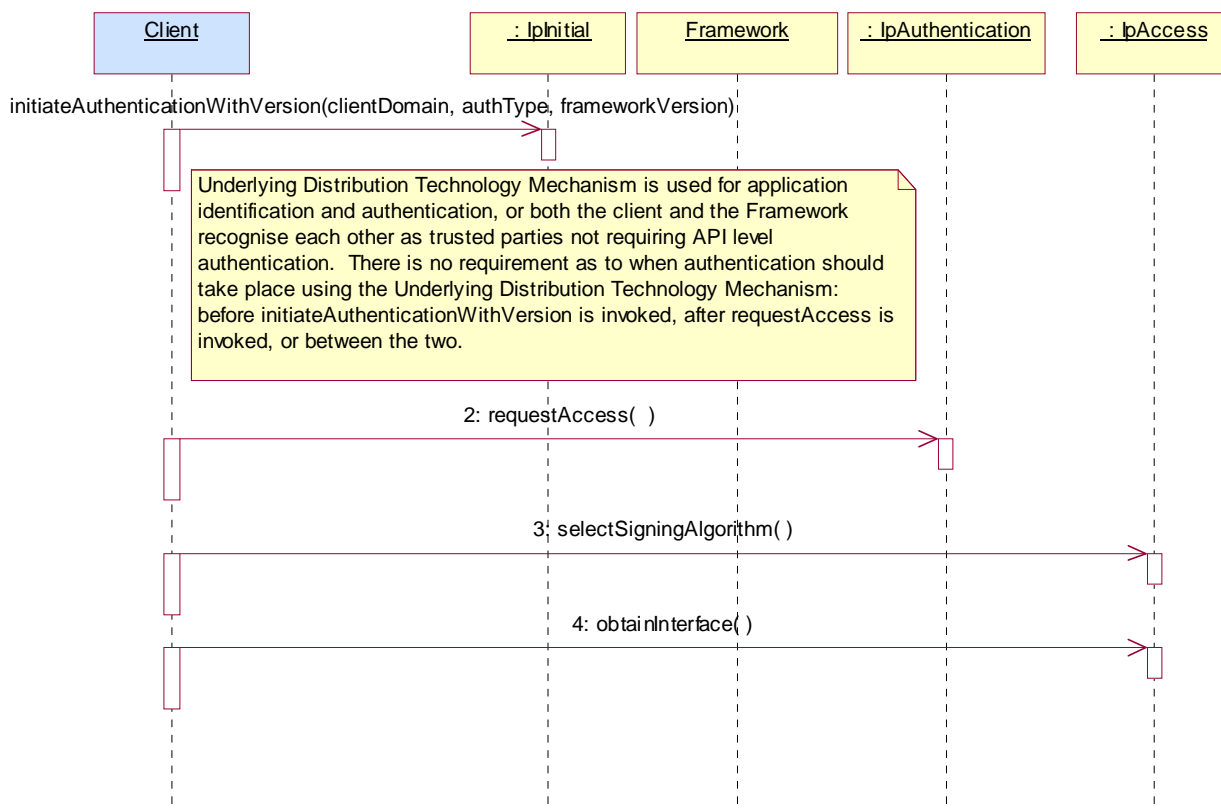 Client
: IpInitial
Framework
: IpAuthentication
: IpAccess
initiateAuthenticationWithVersion(clientDomain, authType, frameworkVersion)
Underlying Distribution Technology Mechanism is used for application
identification and authentication, or both the client and the Framework
recognise each other as trusted parties not requiring API level
authentication.  There is no requirement as to when authentication should
take place using the Underlying Distribution Technology Mechanism:
before initiateAuthenticationWithVersion is invoked, after requestAccess is
invoked, or between the two.
2: requestAccess(  )
3: selectSigningAlgorithm( )
4: obtainInterface( )